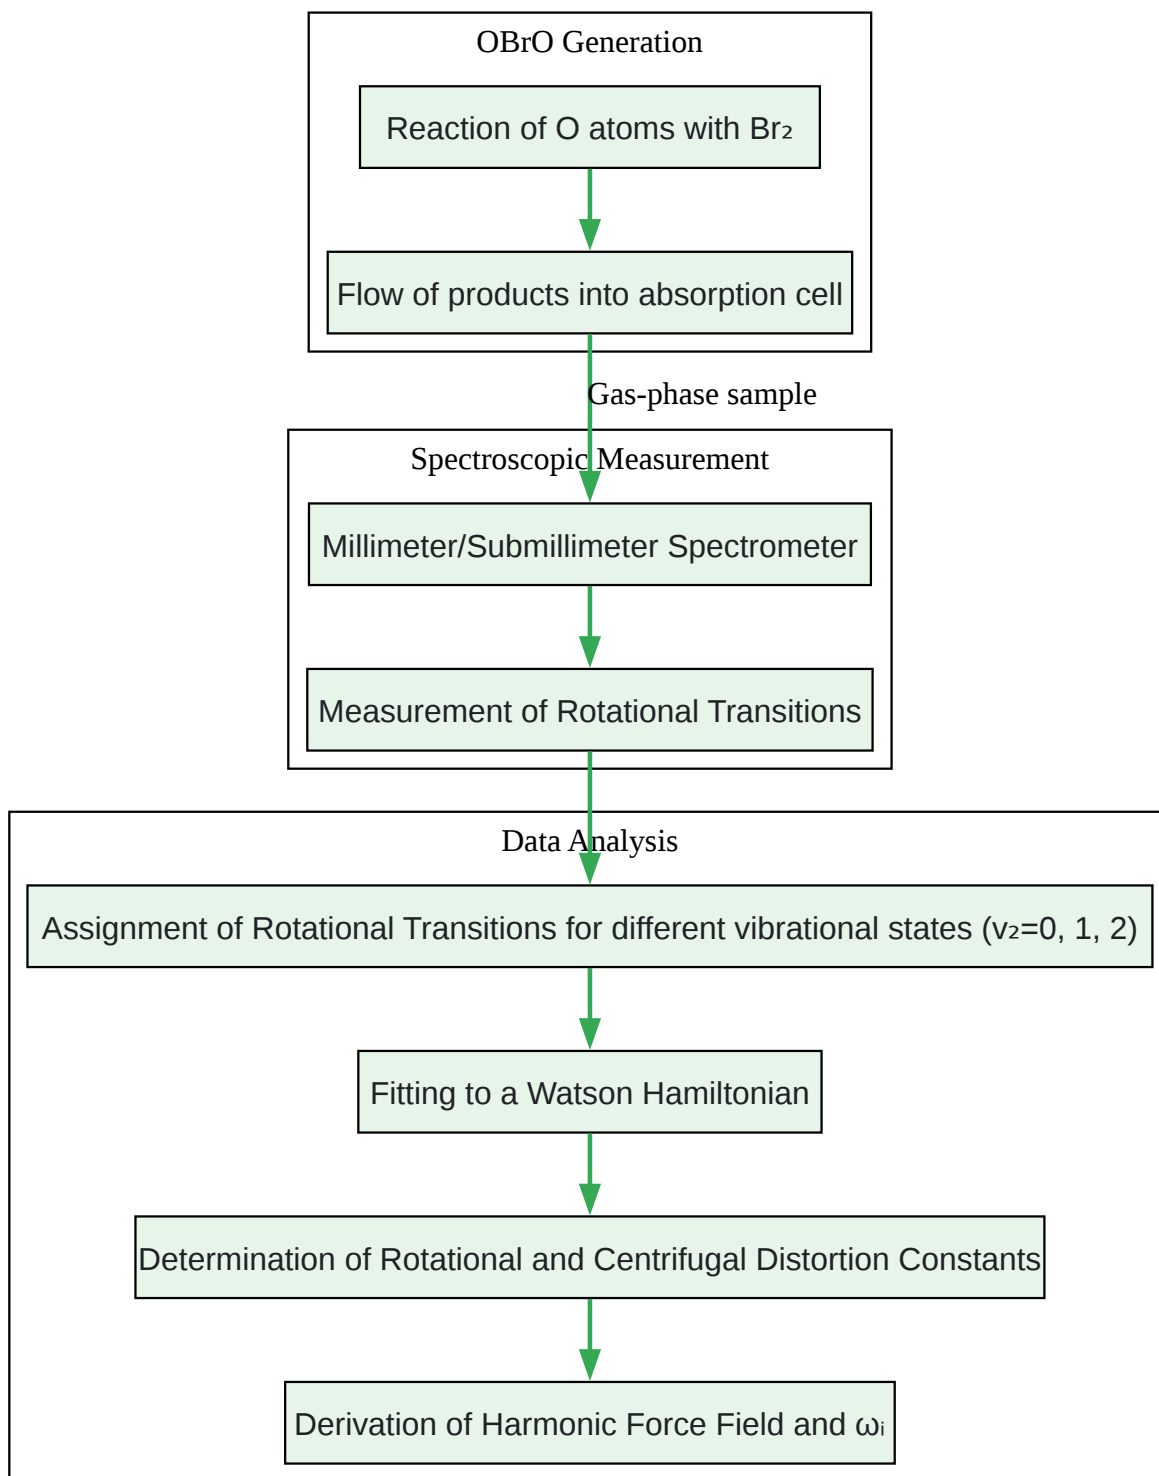 OBrO Generation
Reaction of O atoms with Br₂
Flow of products into absorption cell
Gas-phase sample
Spectroscopic Measurement
Millimeter/Submillimeter Spectrometer
Measurement of Rotational Transitions
Data Analysis
Assignment of Rotational Transitions for different vibrational states (v₂=0, 1, 2)
Fitting to a Watson Hamiltonian
Determination of Rotational and Centrifugal Distortion Constants
Derivation of Harmonic Force Field and ωᵢ